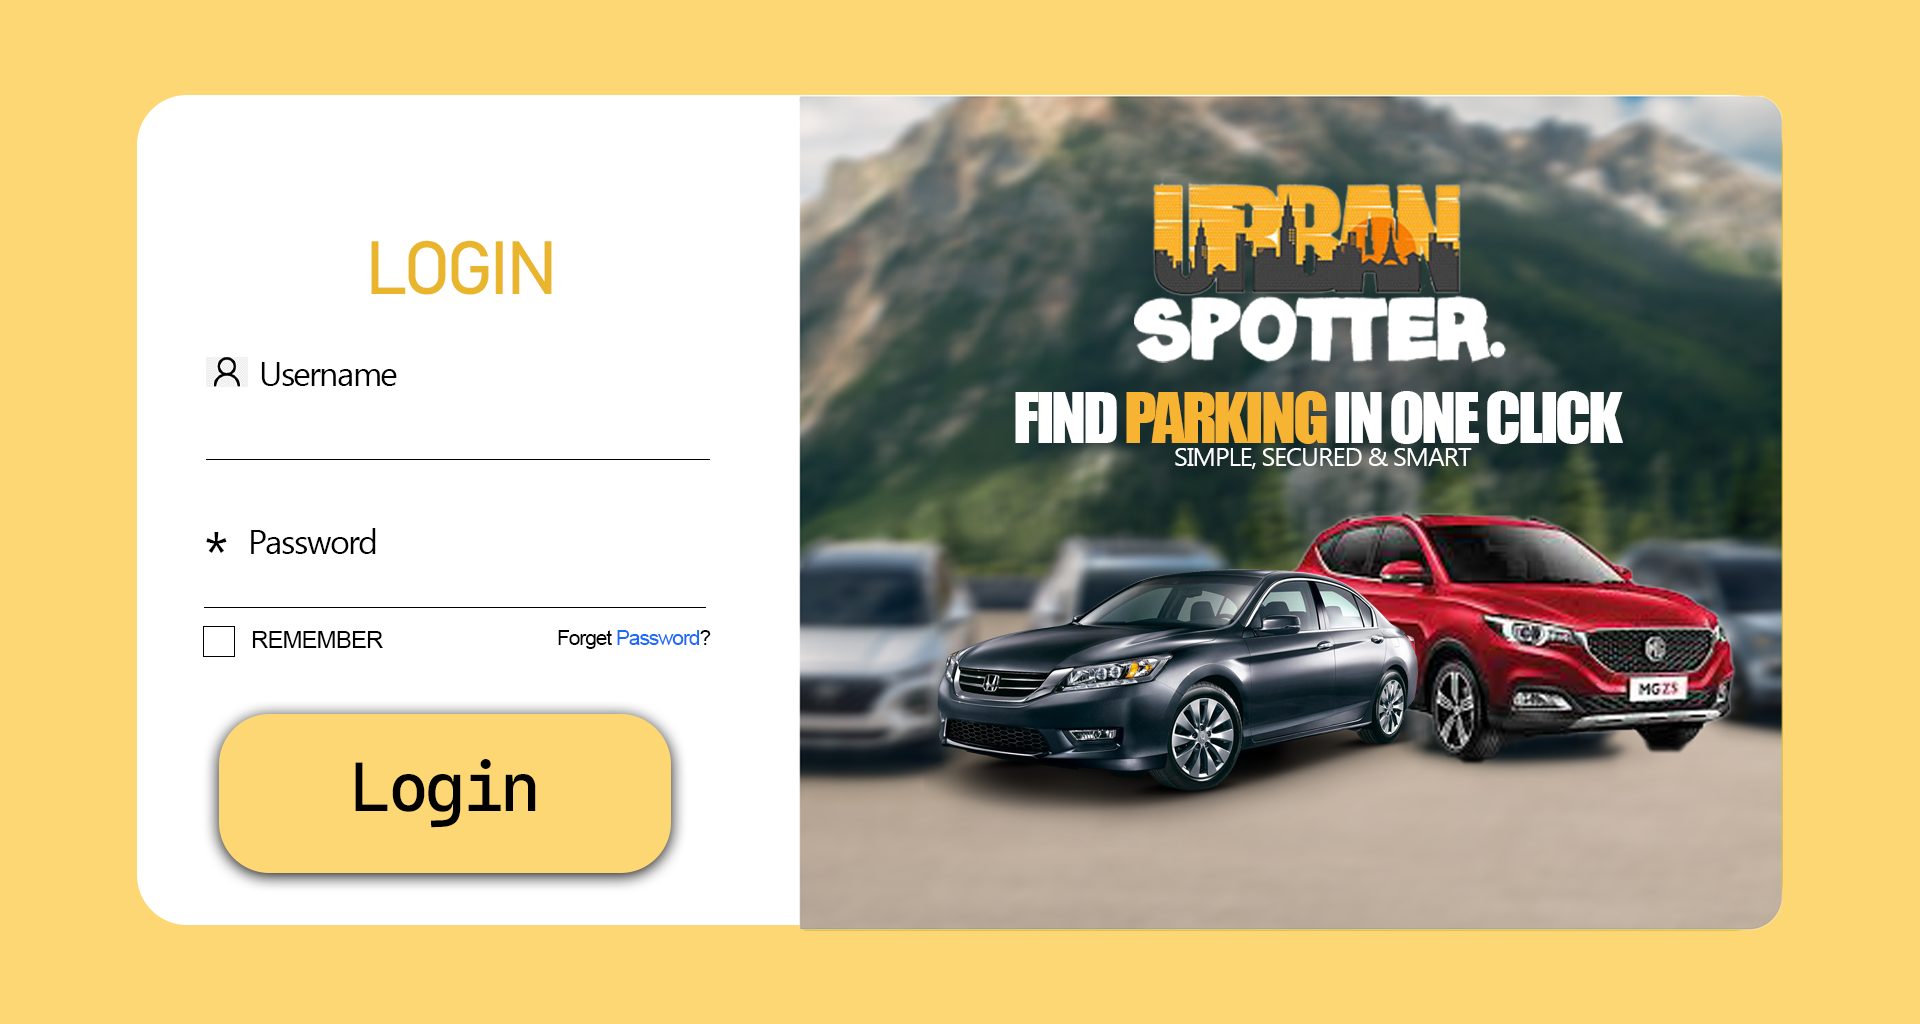 LOGIN
Username
* Password
REMEMBER
Forget Password?
Login
URBAN
SPOTTER.
FIND PARKING IN ONE CLICK
SIMPLE, SECURED & SMART
MG
MG ZS